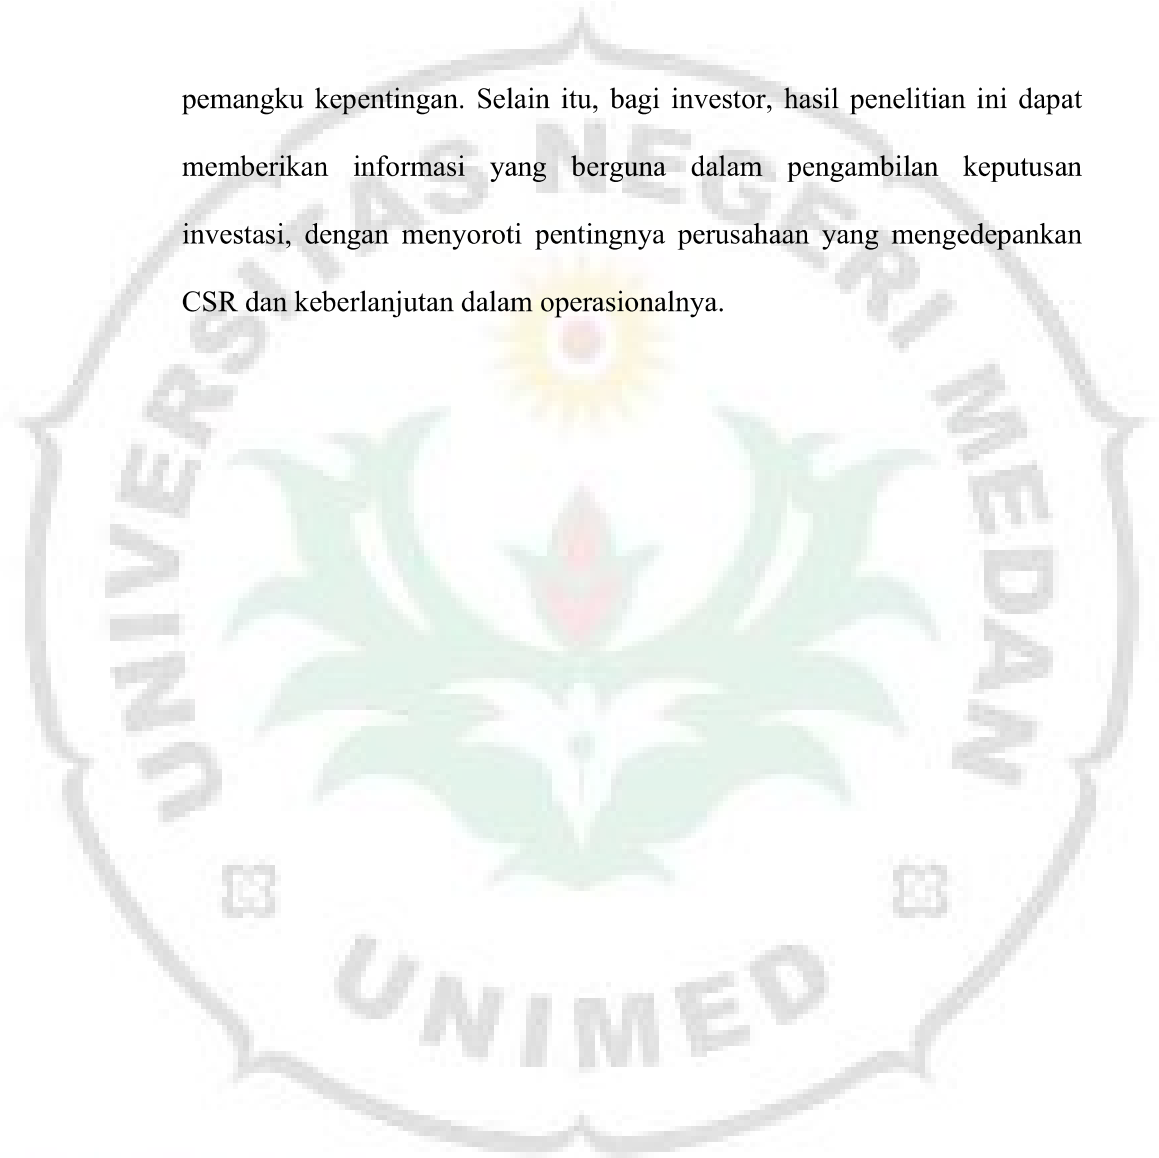 pemangku kepentingan. Selain itu, bagi investor, hasil penelitian ini dapat
memberikan informasi yang berguna dalam pengambilan keputusan
investasi, dengan menyoroti pentingnya perusahaan yang mengedepankan
CSR dan keberlanjutan dalam operasionalnya.
UNIVERSITAS NEGERI MEDAN
UNIMED